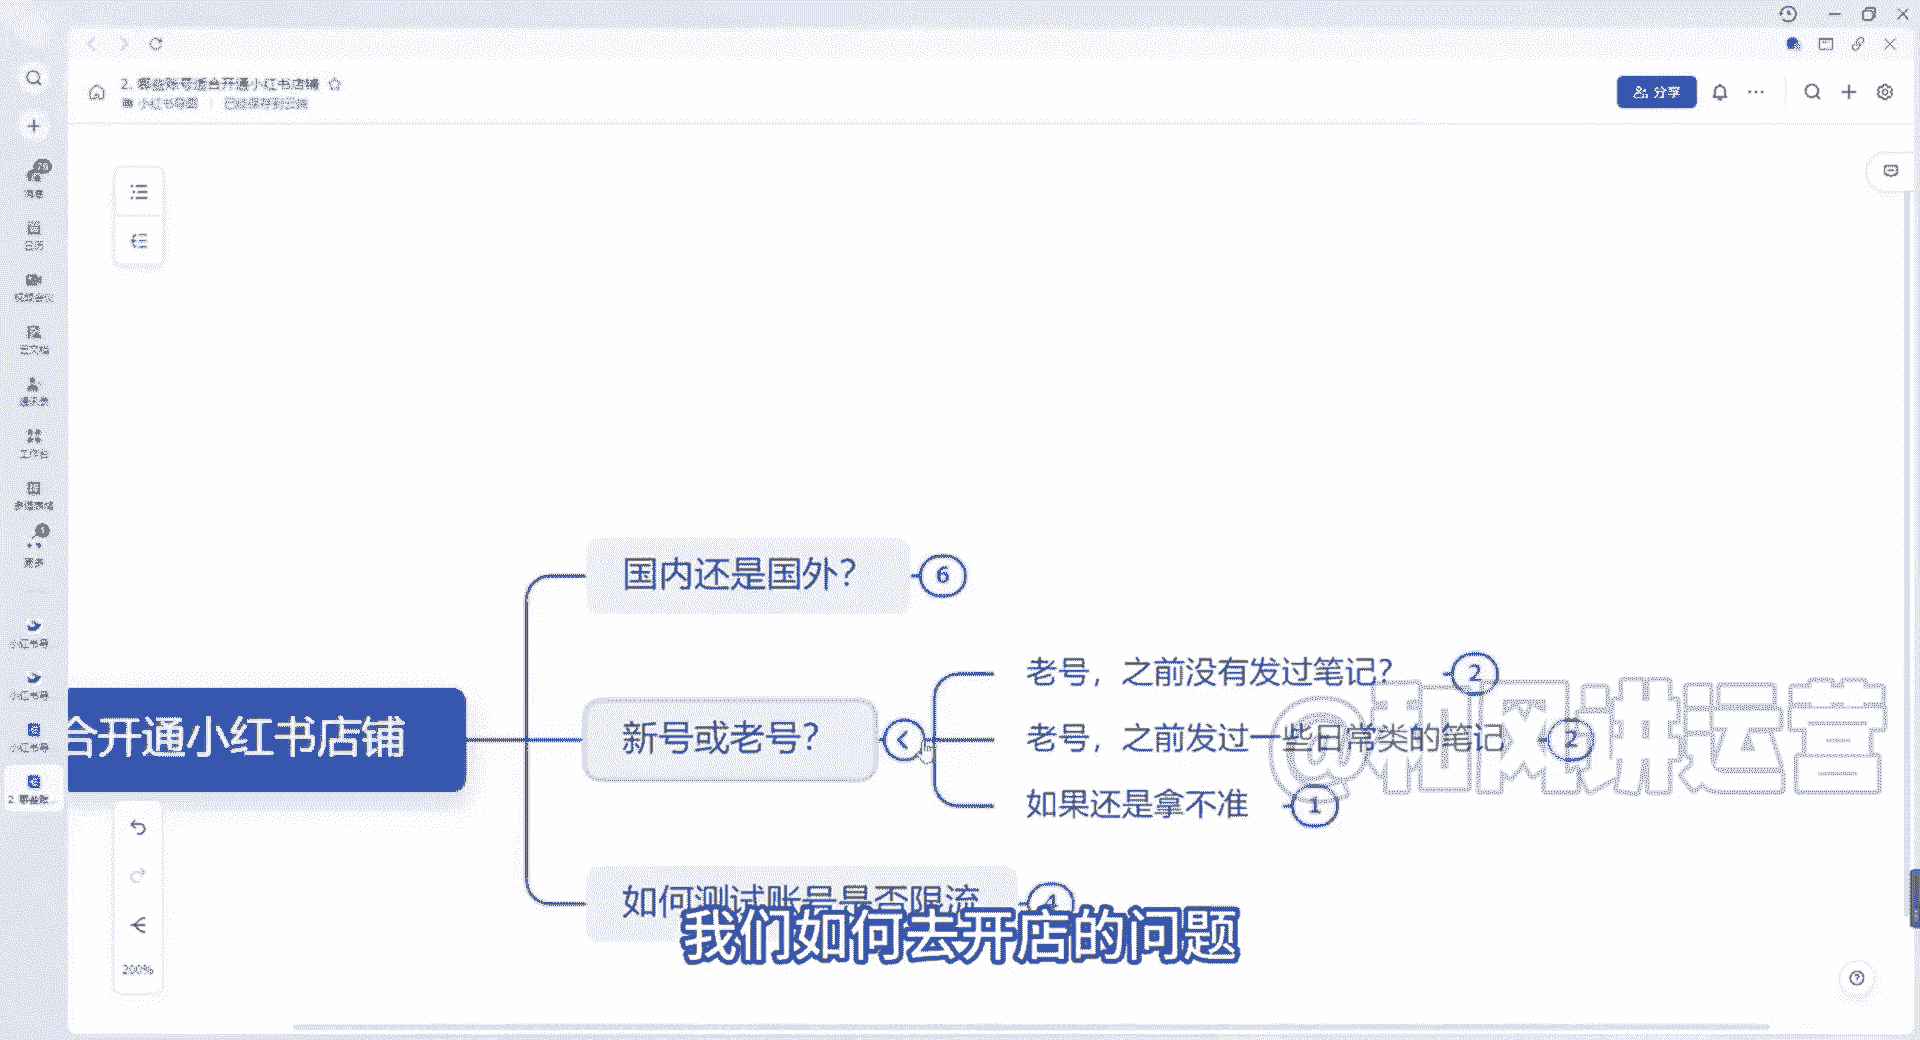 2. 哪些账号适合开通小红书店铺
小红书导图
已经保存到云端
分享
76
消息
日历
视频会议
云文档
通讯录
工作台
多维表格
1
更多
小红书导
小红书导
小红书导
2. 哪些账...
国内还是国外？
6
老号，之前没有发过笔记？
2
合开通小红书店铺
新号或老号？
老号，之前发过一些日常类的笔记
2
@和风讲运营
如果还是拿不准
1
如何测试账号是否限流
4
我们如何去开店的问题
200%